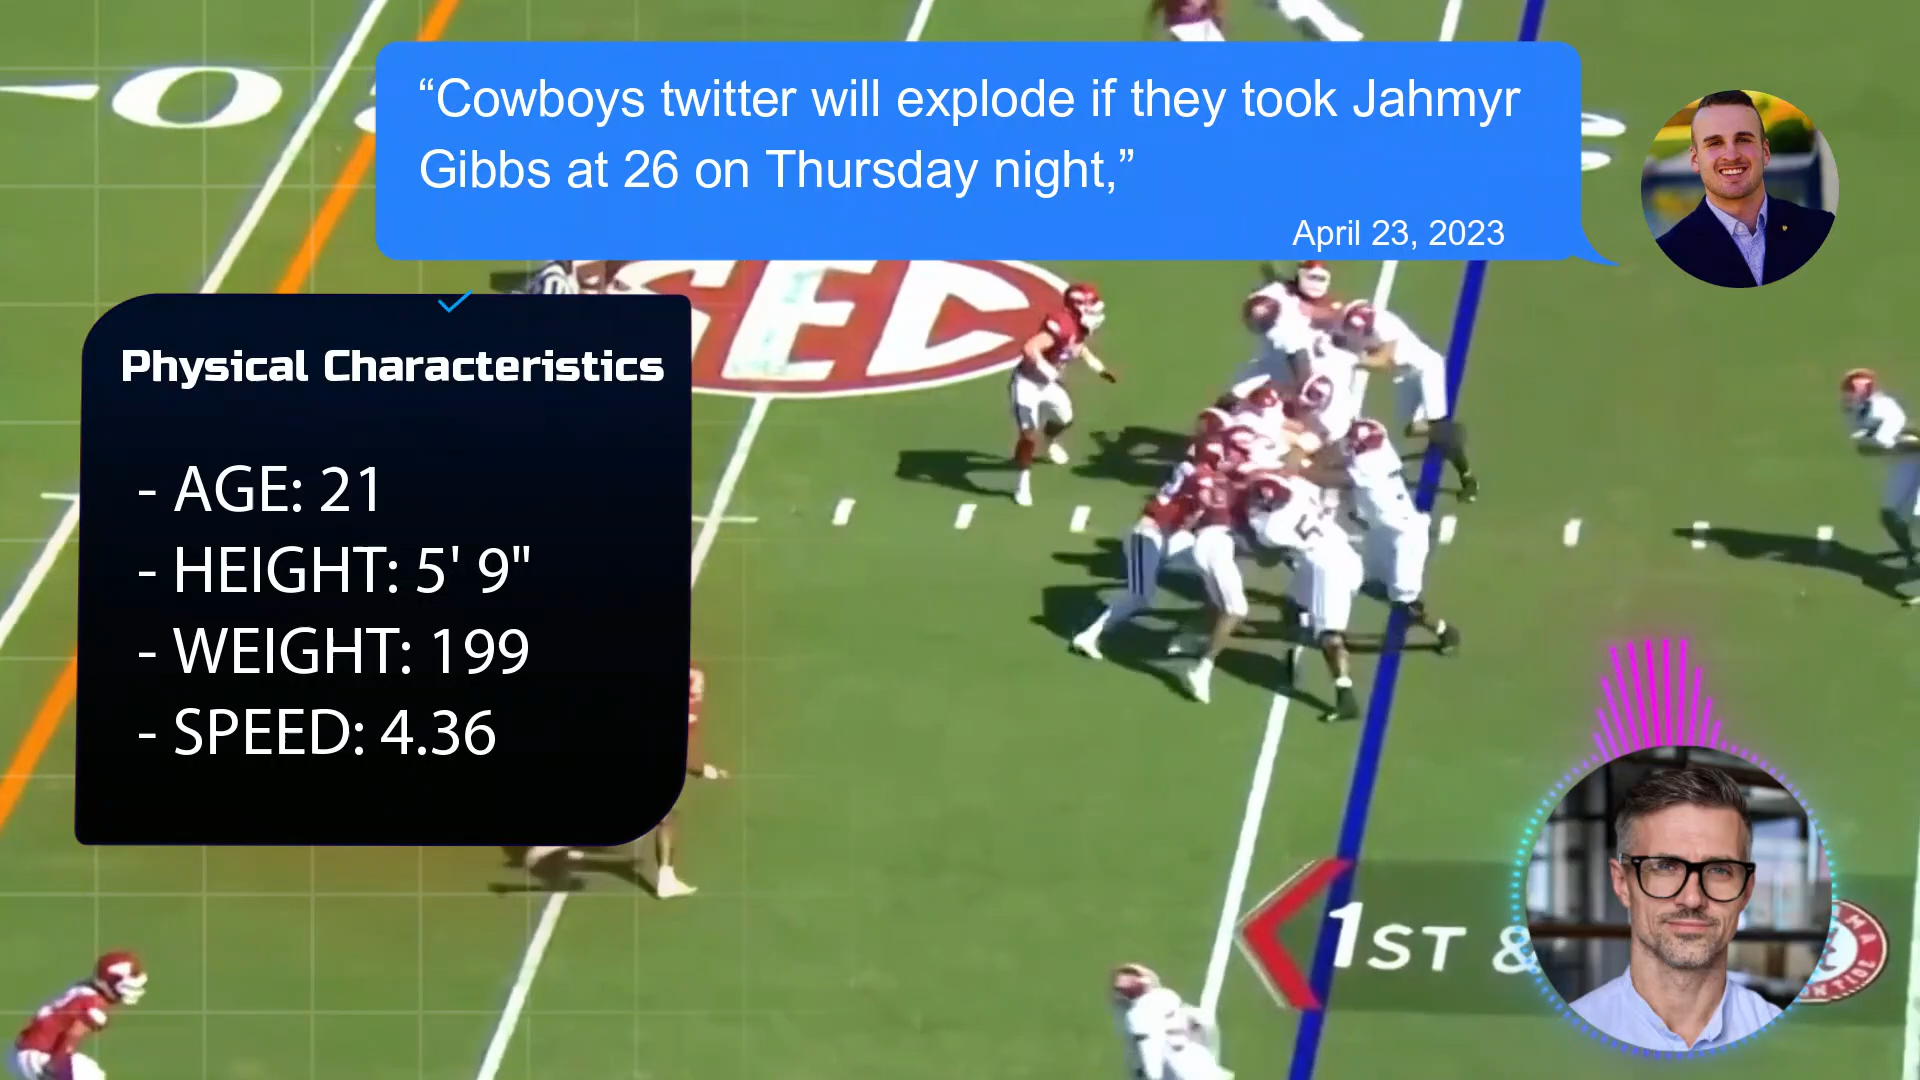 “Cowboys twitter will explode if they took Jahmyr
Gibbs at 26 on Thursday night,”
April 23, 2023
SEC
Physical Characteristics
- AGE: 21
- HEIGHT: 5' 9"
- WEIGHT: 199
- SPEED: 4.36
1ST &